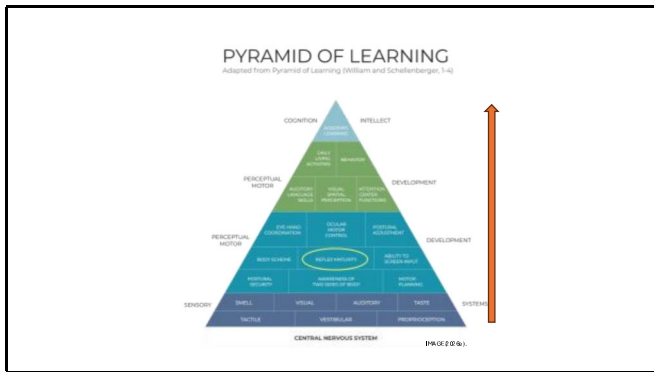 PYRAMID OF LEARNING
Adapted from Pyramid of Learning (William and Schellenberger, 1-4)
COGNITION
INTELLECT
ACADEMIC
LEARNING
DAILY
LIVING
ACTIVITIES
BEHAVIOR
PERCEPTUAL
MOTOR
DEVELOPMENT
AUDITORY
LANGUAGE
SKILLS
VISUAL
SPATIAL
PERCEPTION
ATTENTION
CENTER
FUNCTIONS
PERCEPTUAL
MOTOR
DEVELOPMENT
EYE HAND
COORDINATION
OCULAR
MOTOR
CONTROL
POSTURAL
ADJUSTMENT
BODY SCHEME
REFLEX MATURITY
ABILITY TO
SCREEN INPUT
POSTURAL
SECURITY
AWARENESS OF
TWO SIDES OF BODY
MOTOR
PLANNING
SENSORY
SYSTEMS
SMELL
VISUAL
AUDITORY
TASTE
TACTILE
VESTIBULAR
PROPRIOCEPTION
CENTRAL NERVOUS SYSTEM